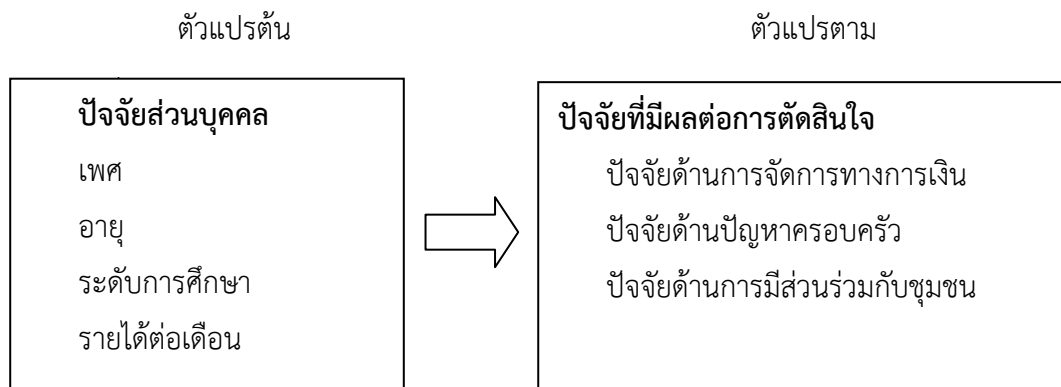 ตัวแปรต้น
ตัวแปรตาม
ปัจจัยส่วนบุคคล
เพศ
อายุ
ระดับการศึกษา
รายได้ต่อเดือน
ปัจจัยที่มีผลต่อการตัดสินใจ
ปัจจัยด้านการจัดการทางการเงิน
ปัจจัยด้านปัญหาครอบครัว
ปัจจัยด้านการมีส่วนร่วมกับชุมชน